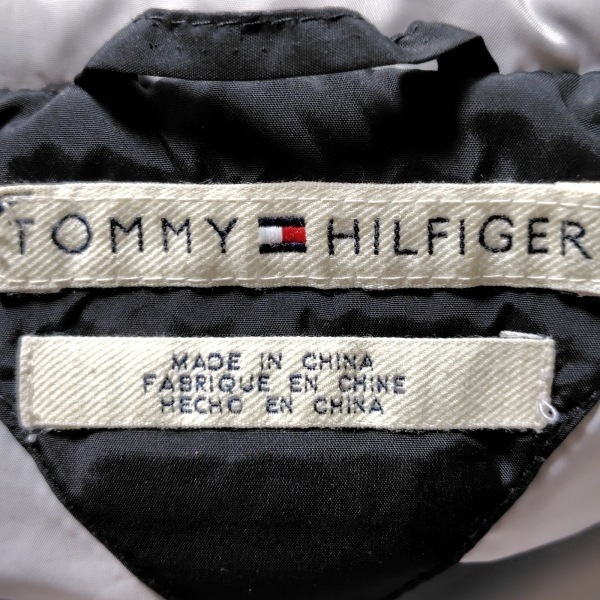 TOMMY HILFIGER
MADE IN CHINA
FABRIQUE EN CHINE
HECHO EN CHINA